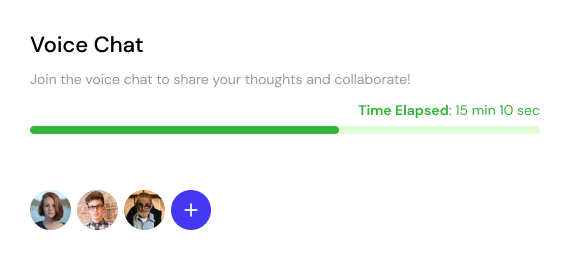 Voice Chat
Join the voice chat to share your thoughts and collaborate!
Time Elapsed: 15 min 10 sec